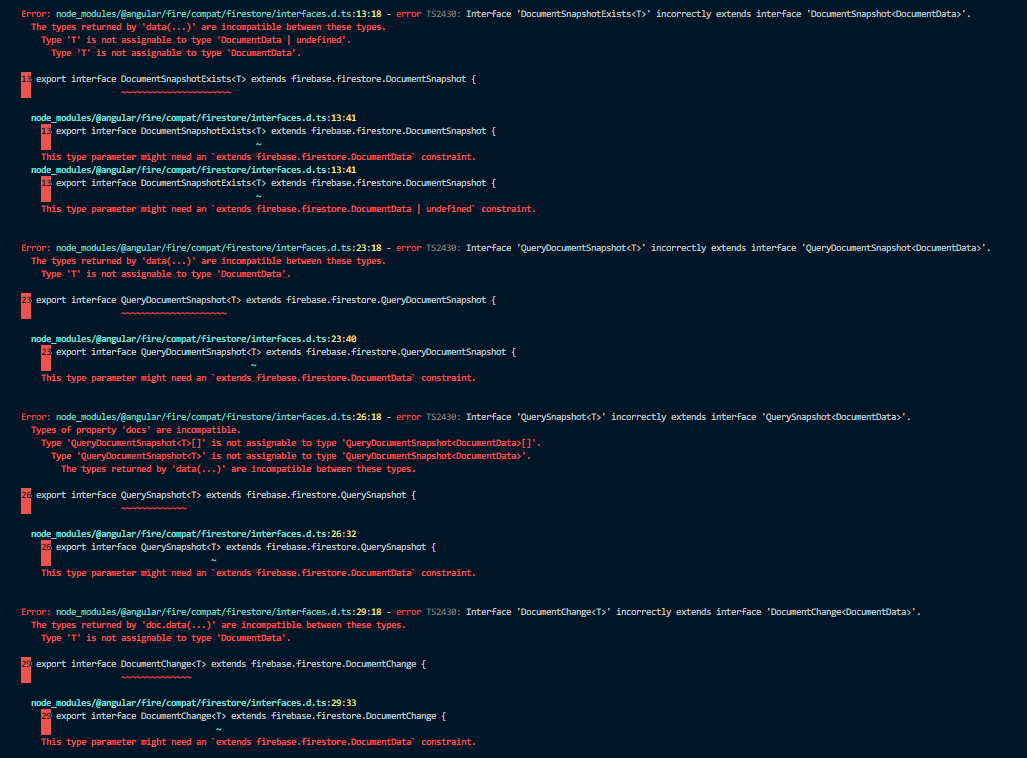 Error: node_modules/@angular/fire/compat/firestore/interfaces.d.ts:13:18 - error TS2430: Interface 'DocumentSnapshotExists<T>' incorrectly extends interface 'DocumentSnapshot<DocumentData>'.
The types returned by 'data(...)' are incompatible between these types.
Type 'T' is not assignable to type 'DocumentData | undefined'.
Type 'T' is not assignable to type 'DocumentData'.
13 export interface DocumentSnapshotExists<T> extends firebase.firestore.DocumentSnapshot {
~~~~~~~~~~~~~~~~~~~~~~
node_modules/@angular/fire/compat/firestore/interfaces.d.ts:13:41
13 export interface DocumentSnapshotExists<T> extends firebase.firestore.DocumentSnapshot {
~
This type parameter might need an `extends firebase.firestore.DocumentData` constraint.
node_modules/@angular/fire/compat/firestore/interfaces.d.ts:13:41
13 export interface DocumentSnapshotExists<T> extends firebase.firestore.DocumentSnapshot {
~
This type parameter might need an `extends firebase.firestore.DocumentData | undefined` constraint.
Error: node_modules/@angular/fire/compat/firestore/interfaces.d.ts:23:18 - error TS2430: Interface 'QueryDocumentSnapshot<T>' incorrectly extends interface 'QueryDocumentSnapshot<DocumentData>'.
The types returned by 'data(...)' are incompatible between these types.
Type 'T' is not assignable to type 'DocumentData'.
23 export interface QueryDocumentSnapshot<T> extends firebase.firestore.QueryDocumentSnapshot {
~~~~~~~~~~~~~~~~~~~~~
node_modules/@angular/fire/compat/firestore/interfaces.d.ts:23:40
23 export interface QueryDocumentSnapshot<T> extends firebase.firestore.QueryDocumentSnapshot {
~
This type parameter might need an `extends firebase.firestore.DocumentData` constraint.
Error: node_modules/@angular/fire/compat/firestore/interfaces.d.ts:26:18 - error TS2430: Interface 'QuerySnapshot<T>' incorrectly extends interface 'QuerySnapshot<DocumentData>'.
Types of property 'docs' are incompatible.
Type 'QueryDocumentSnapshot<T>[]' is not assignable to type 'QueryDocumentSnapshot<DocumentData>[]'.
Type 'QueryDocumentSnapshot<T>' is not assignable to type 'QueryDocumentSnapshot<DocumentData>'.
The types returned by 'data(...)' are incompatible between these types.
26 export interface QuerySnapshot<T> extends firebase.firestore.QuerySnapshot {
~~~~~~~~~~~~~
node_modules/@angular/fire/compat/firestore/interfaces.d.ts:26:32
26 export interface QuerySnapshot<T> extends firebase.firestore.QuerySnapshot {
~
This type parameter might need an `extends firebase.firestore.DocumentData` constraint.
Error: node_modules/@angular/fire/compat/firestore/interfaces.d.ts:29:18 - error TS2430: Interface 'DocumentChange<T>' incorrectly extends interface 'DocumentChange<DocumentData>'.
The types returned by 'doc.data(...)' are incompatible between these types.
Type 'T' is not assignable to type 'DocumentData'.
29 export interface DocumentChange<T> extends firebase.firestore.DocumentChange {
~~~~~~~~~~~~~~
node_modules/@angular/fire/compat/firestore/interfaces.d.ts:29:33
29 export interface DocumentChange<T> extends firebase.firestore.DocumentChange {
~
This type parameter might need an `extends firebase.firestore.DocumentData` constraint.